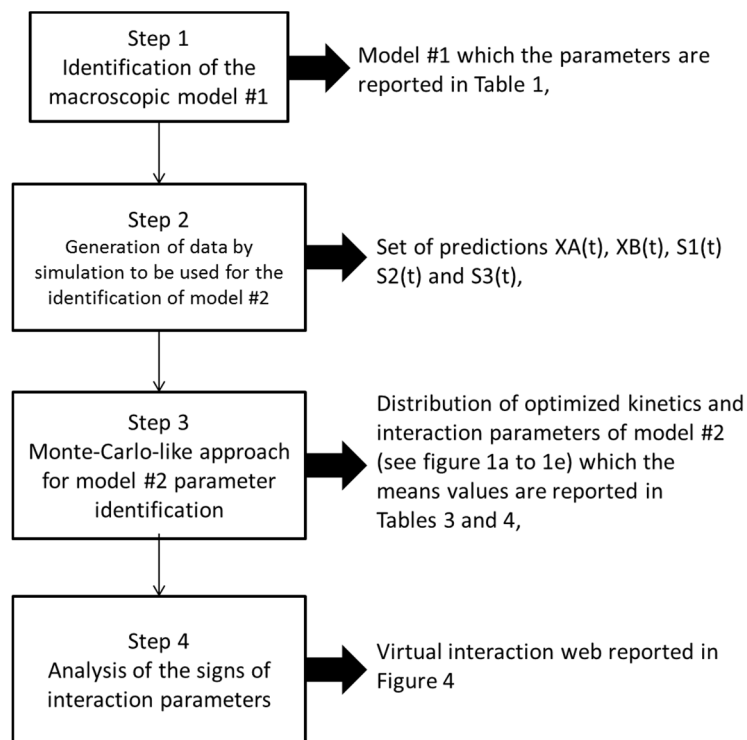 Step 1
Identification of the
macroscopic model #1
Model #1 which the parameters are
reported in Table 1,
Step 2
Generation of data by
simulation to be used for the
identification of model #2
Set of predictions XA(t), XB(t), S1(t)
S2(t) and S3(t),
Step 3
Monte-Carlo-like approach
for model #2 parameter
identification
Distribution of optimized kinetics and
interaction parameters of model #2
(see figure 1a to 1e) which the
means values are reported in
Tables 3 and 4,
Step 4
Analysis of the signs of
interaction parameters
Virtual interaction web reported in
Figure 4